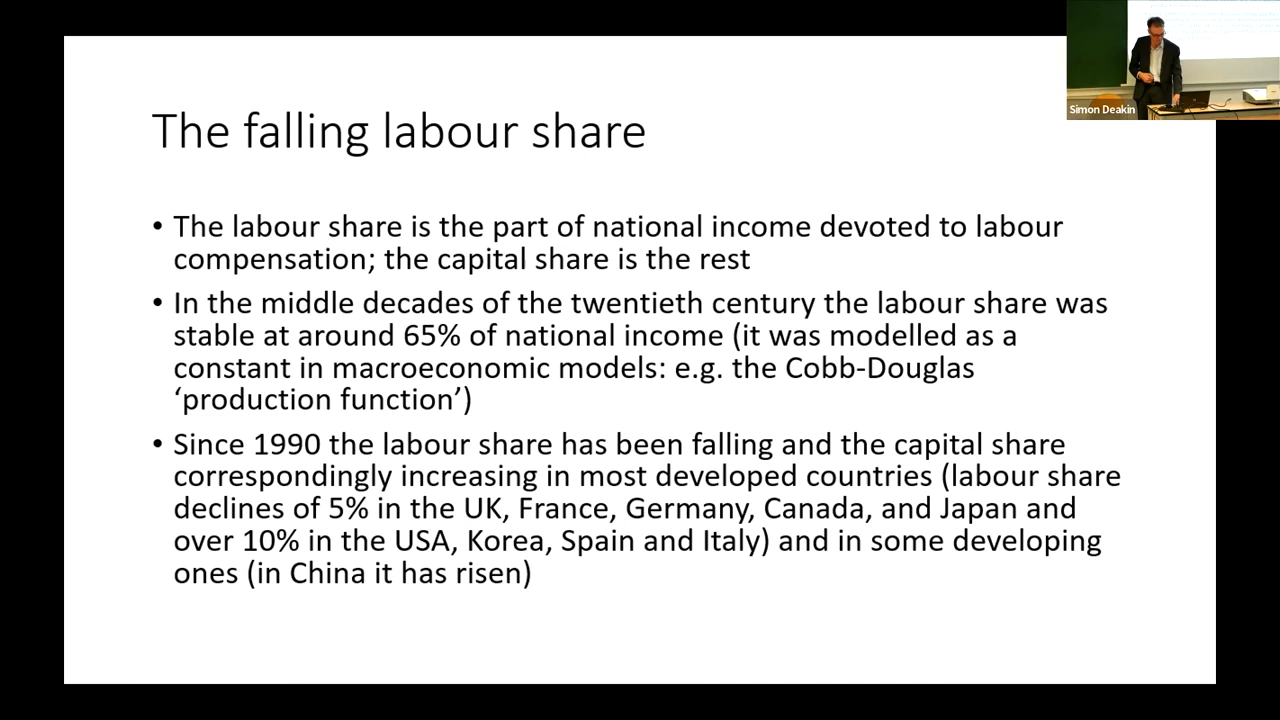 Simon Deakin
The falling labour share
• The labour share is the part of national income devoted to labour
compensation; the capital share is the rest
• In the middle decades of the twentieth century the labour share was
stable at around 65% of national income (it was modelled as a
constant in macroeconomic models: e.g. the Cobb-Douglas
‘production function’)
• Since 1990 the labour share has been falling and the capital share
correspondingly increasing in most developed countries (labour share
declines of 5% in the UK, France, Germany, Canada, and Japan and
over 10% in the USA, Korea, Spain and Italy) and in some developing
ones (in China it has risen)